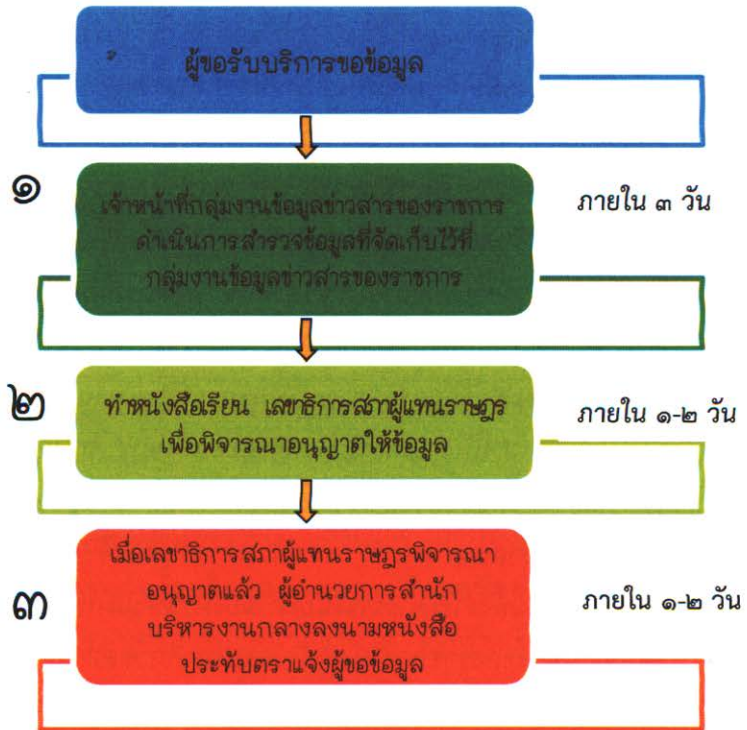 ผู้ขอรับบริการขอข้อมูล
๑
เจ้าหน้าที่กลุ่มงานข้อมูลข่าวสารของราชการ
ดำเนินการสำรวจข้อมูลที่จัดเก็บไว้ที่
กลุ่มงานข้อมูลข่าวสารของราชการ
ภายใน ๓ วัน
๒
ทำหนังสือเรียน เลขาธิการสภาผู้แทนราษฎร
เพื่อพิจารณาอนุญาตให้ข้อมูล
ภายใน ๑-๒ วัน
๓
เมื่อเลขาธิการสภาผู้แทนราษฎรพิจารณา
อนุญาตแล้ว ผู้อำนวยการสำนัก
บริหารงานกลางลงนามหนังสือ
ประทับตราแจ้งผู้ขอข้อมูล
ภายใน ๑-๒ วัน